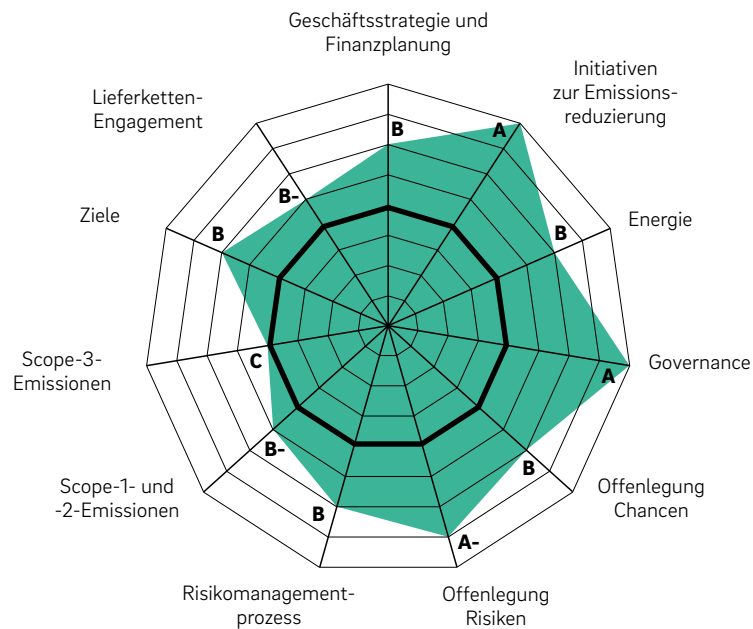 Geschäftsstrategie und
Finanzplanung
B
Initiativen
zur Emissions-
reduzierung
A
Energie
B
Governance
A
Offenlegung
Chancen
B
Offenlegung
Risiken
A-
Risikomanagement-
prozess
B
Scope-1- und
-2-Emissionen
B-
Scope-3-
Emissionen
C
Ziele
B
Lieferketten-
Engagement
B-